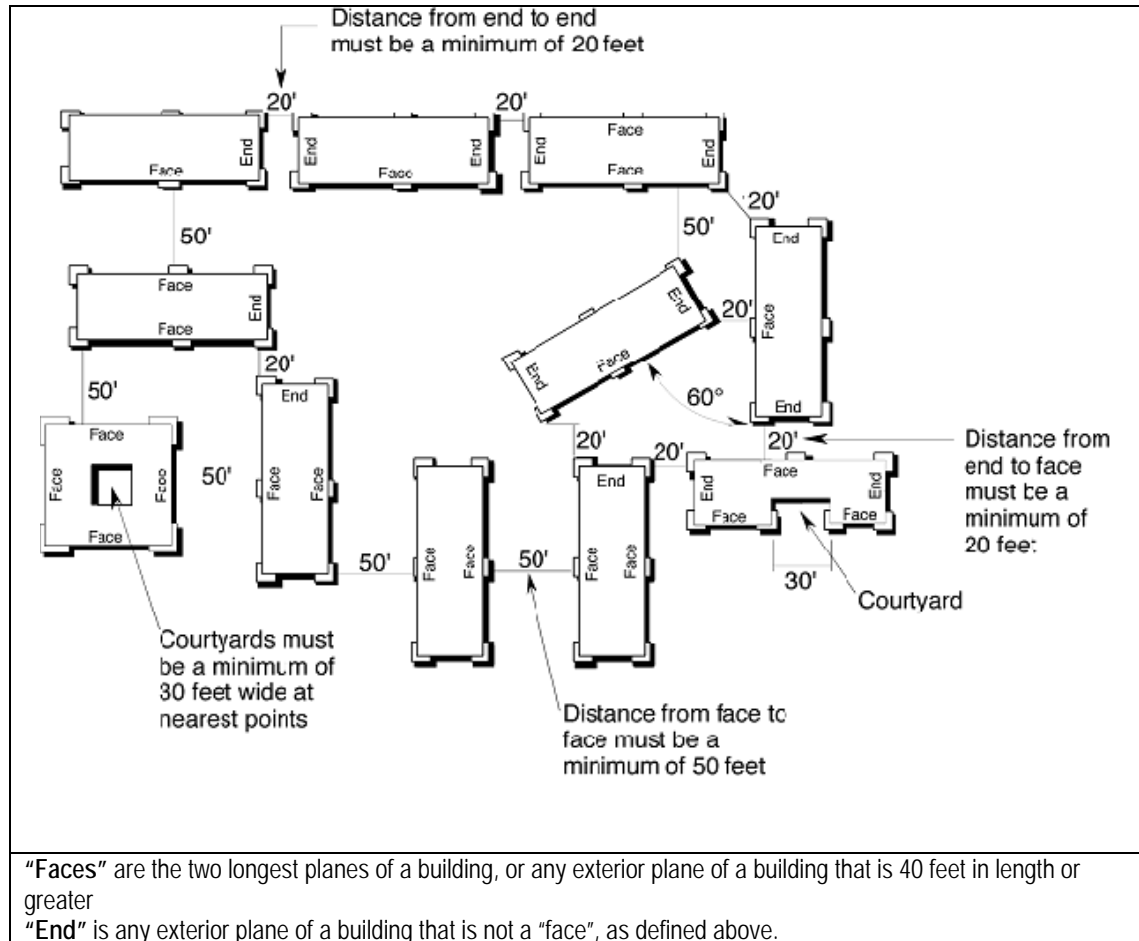 Distance from end to end
must be a minimum of 20 feet
20'
20'
Face
End
End
Face
End
End
Face
Face
End
20'
50'
50'
End
Face
Face
End
End
20'
Face
Face
End
Face
End
60°
50'
20'
End
20'
Distance from
end to face
must be a
minimum of
20 feet
Face
Face
Face
Face
50'
Face
Face
20'
End
20'
Face
End
End
Face
Face
50'
Face
Face
50'
Face
Face
30'
Courtyard
Courtyards must
be a minimum of
30 feet wide at
nearest points
Distance from face to
face must be a
minimum of 50 feet
"Faces" are the two longest planes of a building, or any exterior plane of a building that is 40 feet in length or
greater
"End" is any exterior plane of a building that is not a "face", as defined above.